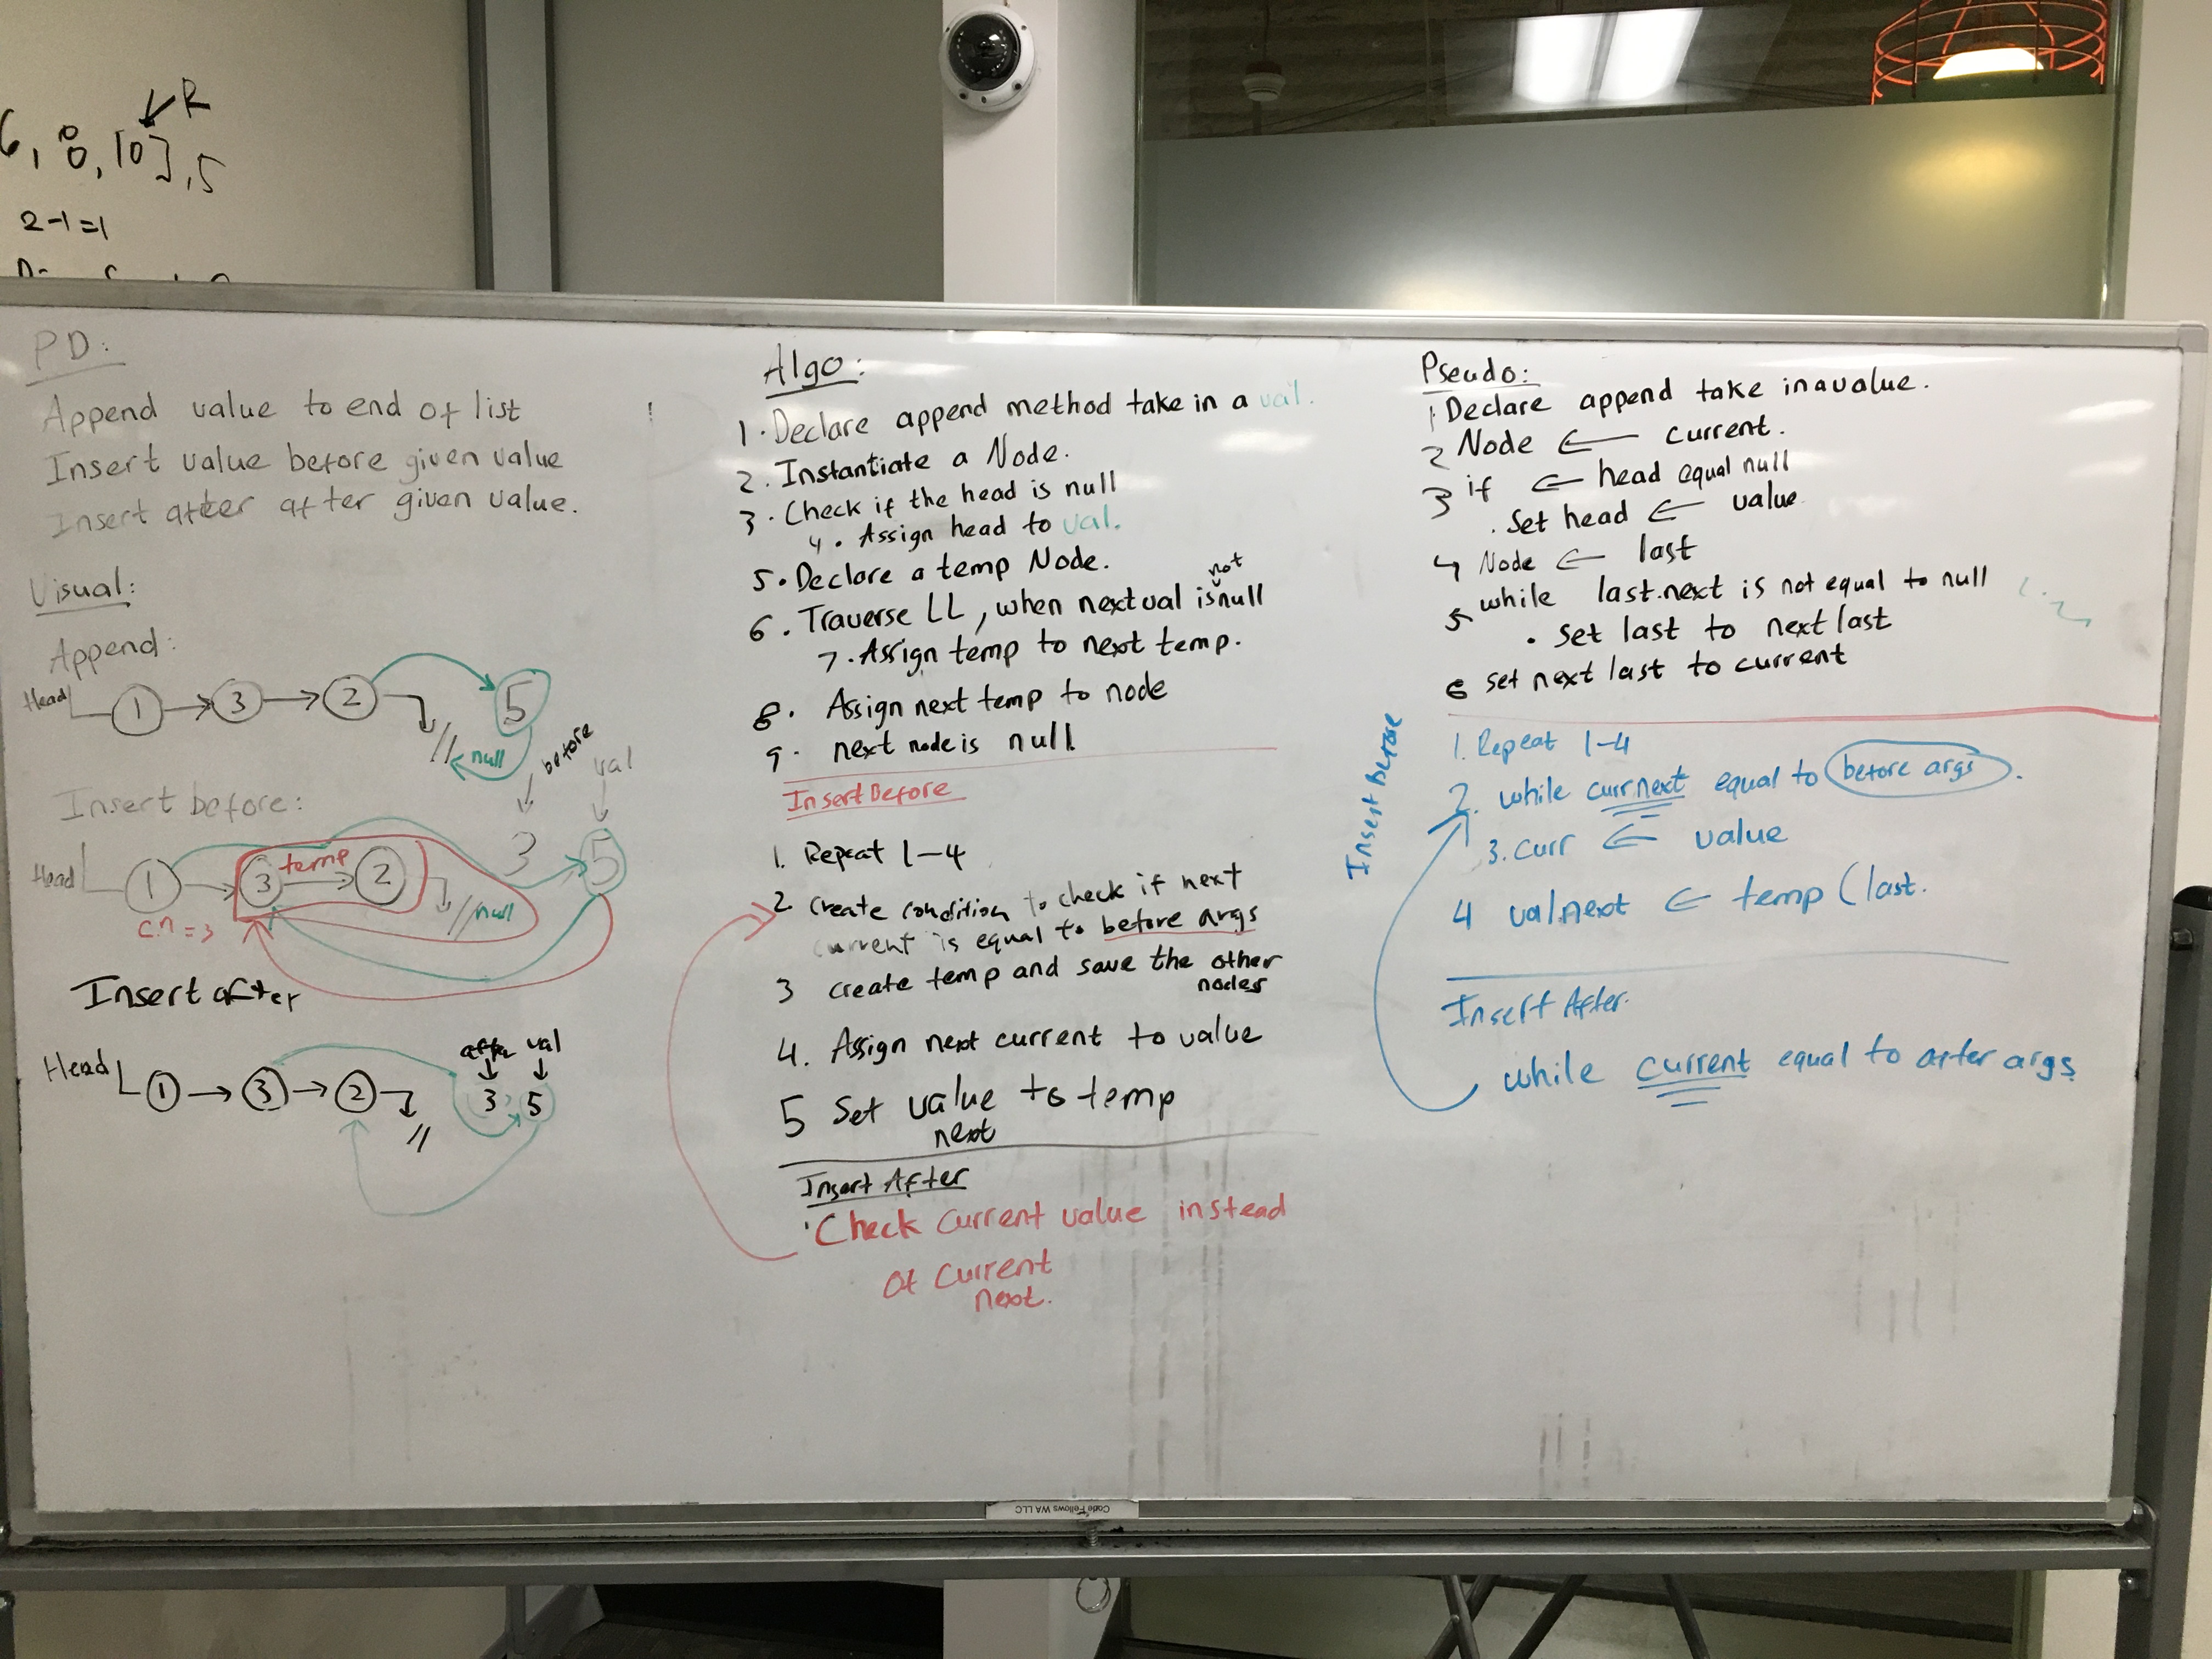 R
6, 8, 10], 5
2-1=1
PD:
Append value to end of list
Insert value before given value
Insert after after given value.
Visual:
Append:
Head 1 3 2 5
// null
Insert before:
before val
3 5
Head 1 3 temp 2
// null
c.n = 3
Insert after
after val
Head 1 3 2 3 5
//
Algo:
1. Declare append method take in a val.
2. Instantiate a Node.
3. Check if the head is null
4. Assign head to val.
5. Declare a temp Node.
not
6. Traverse LL, when next val is null
7. Assign temp to next temp.
8. Assign next temp to node
9. next node is null
Insert Before
1. Repeat 1-4
2 create condition to check if next
current is equal to before args
3 create temp and save the other
nodes
4. Assign next current to value
5 Set value to temp
next
Insert After
Check current value instead
of current
next.
Pseudo:
1 Declare append take in a value.
2 Node ← current.
3 if ← head equal null
. Set head ← value
4 Node ← last
5 while last.next is not equal to null
. set last to next last
6 set next last to current
Insert Before
1. Repeat 1-4
2. while curr next equal to before args.
3. curr ← value
4 val.next ← temp (last.
Insert After.
while current equal to after args
Code Fellows WA LLC